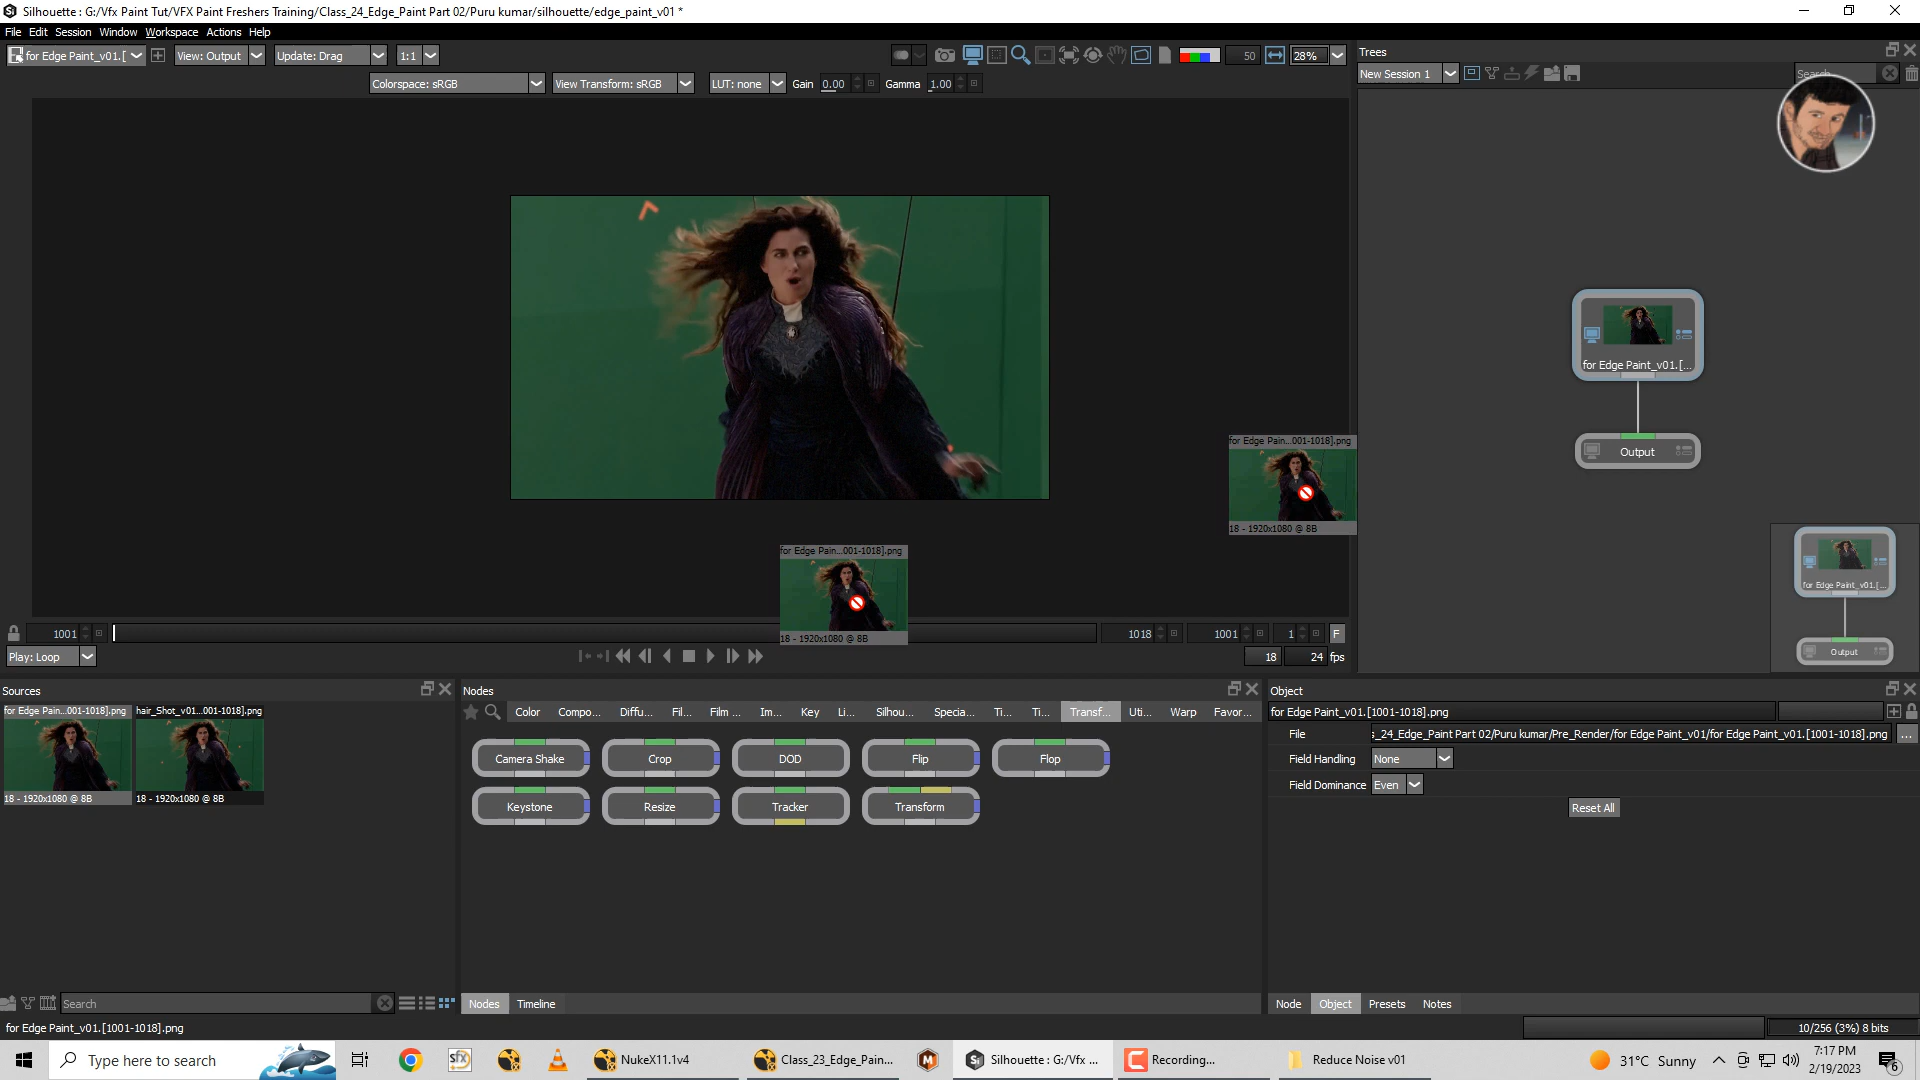 Silhouette : G:/Vfx Paint Tut/VFX Paint Freshers Training/Class_24_Edge_Paint Part 02/Puru kumar/silhouette/edge_paint_v01 *
File Edit Session Window Workspace Actions Help
for Edge Paint_v01.[ View: Output Update: Drag 1:1 50 28%
Colorspace: sRGB View Transform: sRGB LUT: none Gain 0.00 Gamma 1.00
Trees
New Session 1 Search
for Edge Paint_v01.[...
Output
for Edge Pain...001-1018].png
18 - 1920x1080 @ 8B
for Edge Pain...001-1018].png
18 - 1920x1080 @ 8B
for Edge Paint_v01.[...
Output
1001 1018 1001 1 F
Play: Loop 18 24 fps
Sources
for Edge Pain...001-1018].png hair_Shot_v01...001-1018].png
18 - 1920x1080 @ 8B 18 - 1920x1080 @ 8B
Search
Nodes
Color Compo... Diffu... Fil... Film ... Im... Key Li... Silhou... Specia... Ti... Ti... Transf... Uti... Warp Favor...
Camera Shake Crop DOD Flip Flop
Keystone Resize Tracker Transform
Nodes Timeline
Object
for Edge Paint_v01.[1001-1018].png
File s_24_Edge_Paint Part 02/Puru kumar/Pre_Render/for Edge Paint_v01/for Edge Paint_v01.[1001-1018].png ...
Field Handling None
Field Dominance Even
Reset All
Node Object Presets Notes
for Edge Paint_v01.[1001-1018].png
10/256 (3%) 8 bits
Type here to search
NukeX11.1v4 Class_23_Edge_Pain... Silhouette : G:/Vfx ... Recording... Reduce Noise v01
31°C Sunny
7:17 PM
2/19/2023
6